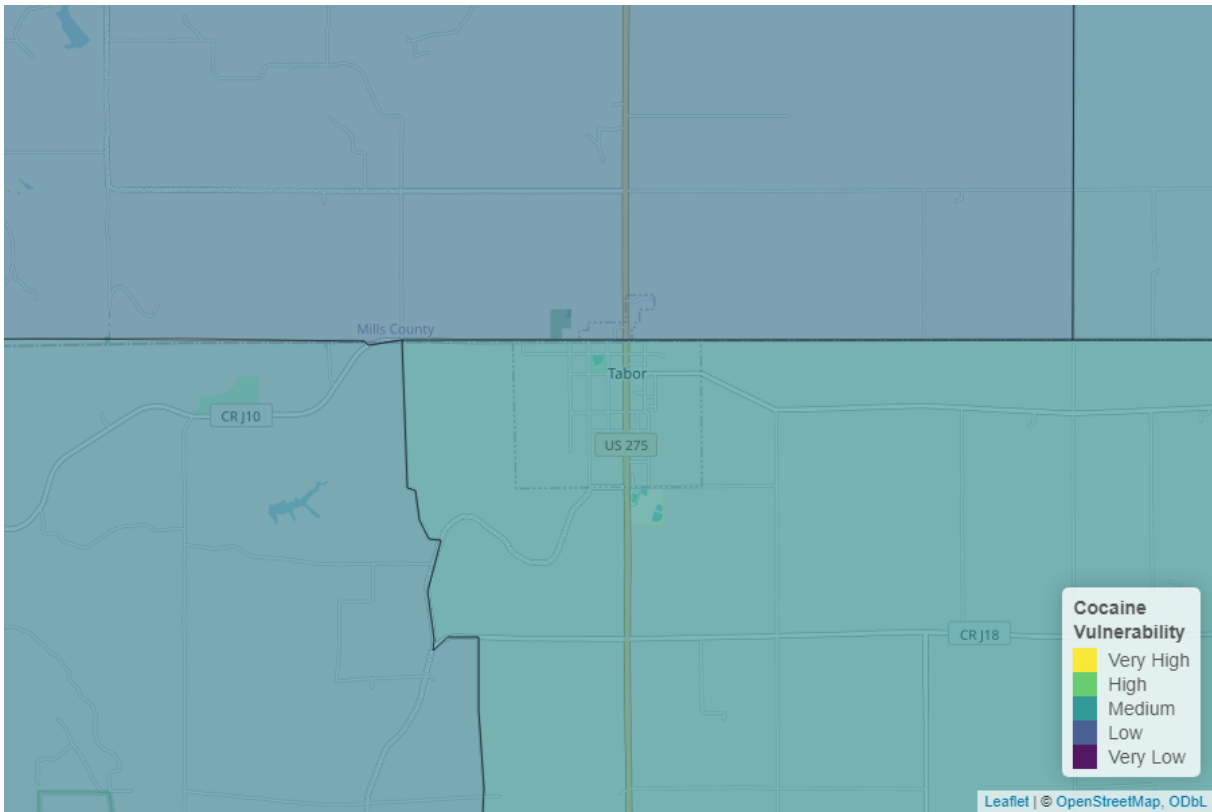 Mills County
Tabor
CR J10
US 275
CR J18
Cocaine
Vulnerability
Very High
High
Medium
Low
Very Low
Leaflet | © OpenStreetMap, ODbL